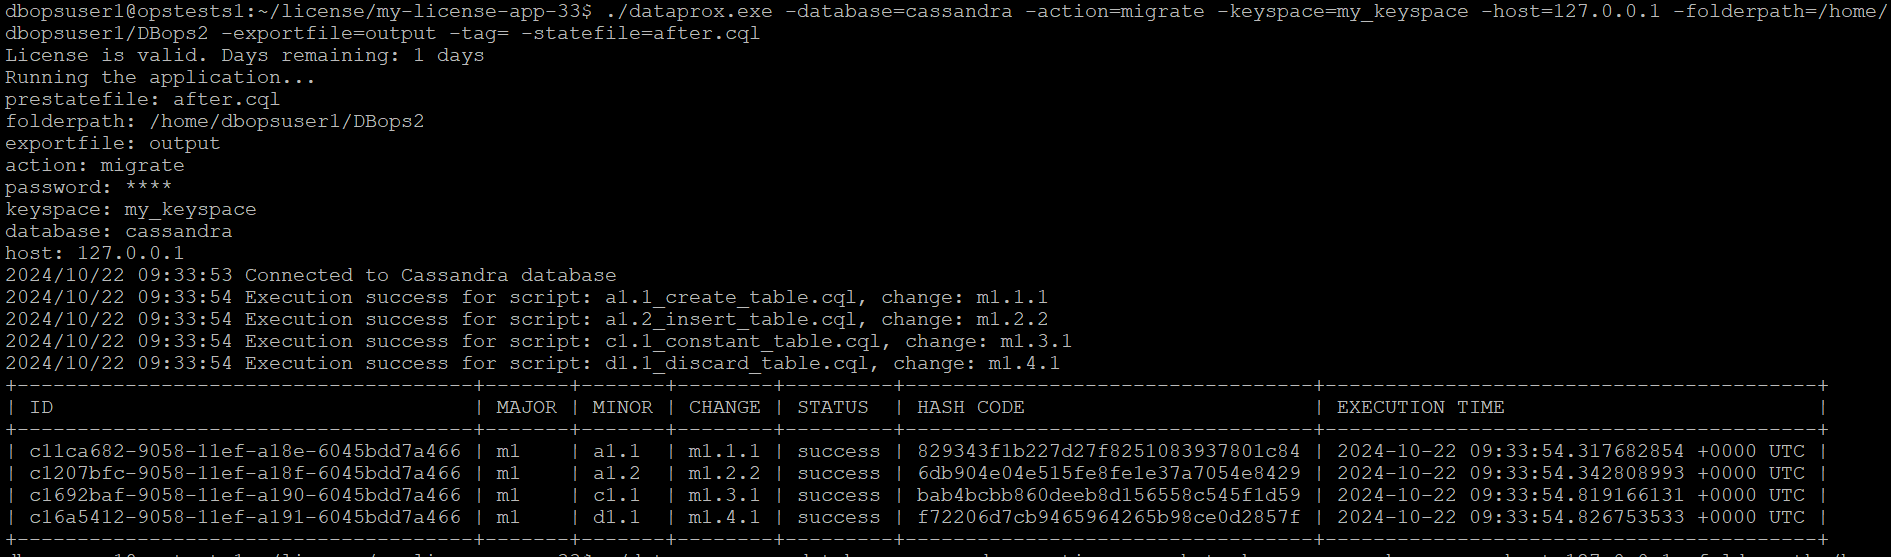 dbopsuser1@opstests1:~/license/my-license-app-33$ ./dataprox.exe -database=cassandra -action=migrate -keyspace=my_keyspace -host=127.0.0.1 -folderpath=/home/
dbopsuser1/DBops2 -exportfile=output -tag= -statefile=after.cql
License is valid. Days remaining: 1 days
Running the application...
prestatefile: after.cql
folderpath: /home/dbopsuser1/DBops2
exportfile: output
action: migrate
password: ****
keyspace: my_keyspace
database: cassandra
host: 127.0.0.1
2024/10/22 09:33:53 Connected to Cassandra database
2024/10/22 09:33:54 Execution success for script: a1.1_create_table.cql, change: m1.1.1
2024/10/22 09:33:54 Execution success for script: a1.2_insert_table.cql, change: m1.2.2
2024/10/22 09:33:54 Execution success for script: c1.1_constant_table.cql, change: m1.3.1
2024/10/22 09:33:54 Execution success for script: d1.1_discard_table.cql, change: m1.4.1
| ID | MAJOR | MINOR | CHANGE | STATUS | HASH CODE | EXECUTION TIME |
| c11ca682-9058-11ef-a18e-6045bdd7a466 | m1 | a1.1 | m1.1.1 | success | 829343f1b227d27f8251083937801c84 | 2024-10-22 09:33:54.317682854 +0000 UTC |
| c1207bfc-9058-11ef-a18f-6045bdd7a466 | m1 | a1.2 | m1.2.2 | success | 6db904e04e515fe8fe1e37a7054e8429 | 2024-10-22 09:33:54.342808993 +0000 UTC |
| c1692baf-9058-11ef-a190-6045bdd7a466 | m1 | c1.1 | m1.3.1 | success | bab4bcbb860deeb8d156558c545f1d59 | 2024-10-22 09:33:54.819166131 +0000 UTC |
| c16a5412-9058-11ef-a191-6045bdd7a466 | m1 | d1.1 | m1.4.1 | success | f72206d7cb9465964265b98ce0d2857f | 2024-10-22 09:33:54.826753533 +0000 UTC |